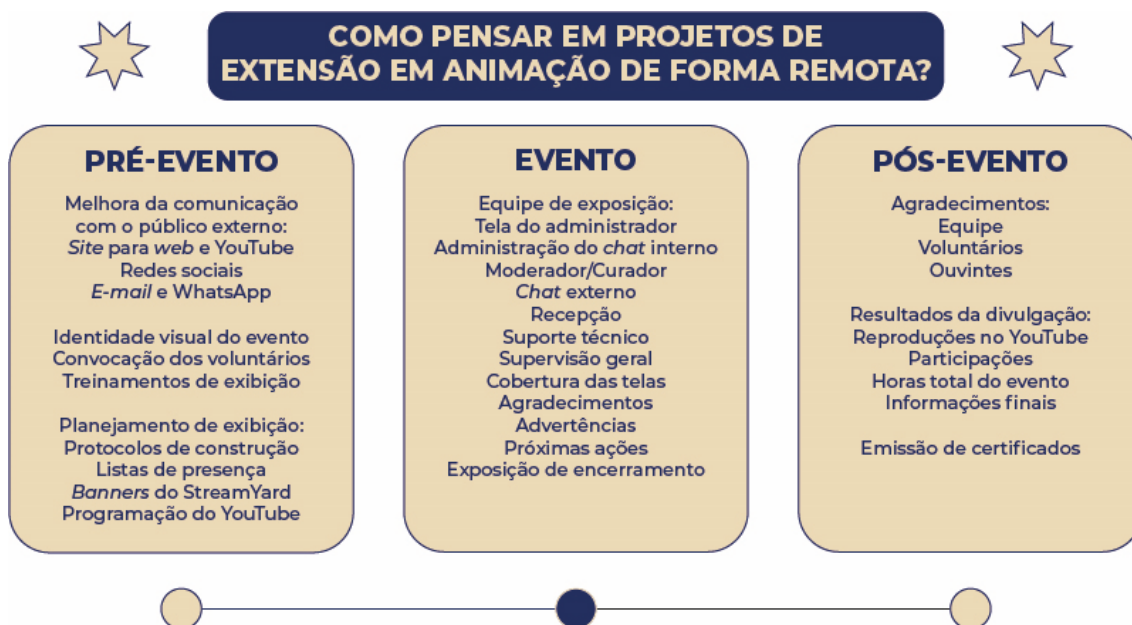 COMO PENSAR EM PROJETOS DE
EXTENSÃO EM ANIMAÇÃO DE FORMA REMOTA?
PRÉ-EVENTO
Melhora da comunicação
com o público externo:
Site para web e YouTube
Redes sociais
E-mail e WhatsApp
Identidade visual do evento
Convocação dos voluntários
Treinamentos de exibição
Planejamento de exibição:
Protocolos de construção
Listas de presença
Banners do StreamYard
Programação do YouTube
EVENTO
Equipe de exposição:
Tela do administrador
Administração do chat interno
Moderador/Curador
Chat externo
Recepção
Suporte técnico
Supervisão geral
Cobertura das telas
Agradecimentos
Advertências
Próximas ações
Exposição de encerramento
PÓS-EVENTO
Agradecimentos:
Equipe
Voluntários
Ouvintes
Resultados da divulgação:
Reproduções no YouTube
Participações
Horas total do evento
Informações finais
Emissão de certificados